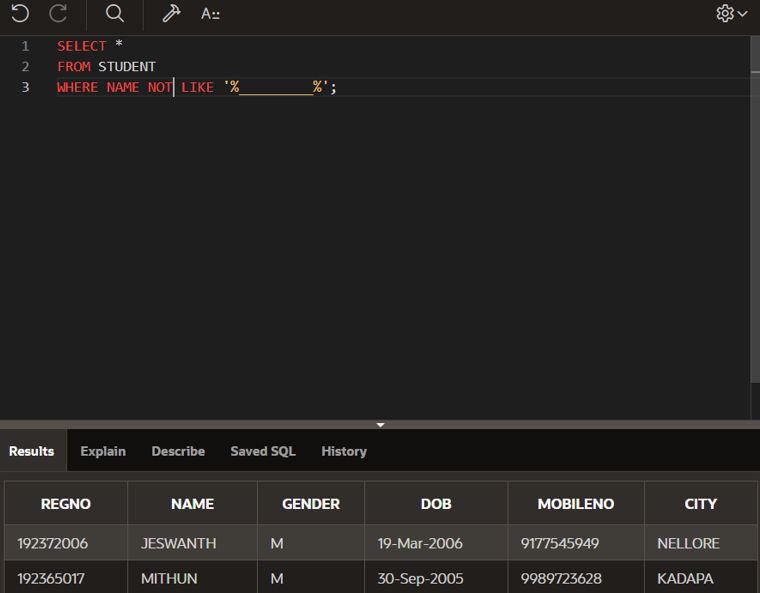 A::
1 SELECT *
2 FROM STUDENT
3 WHERE NAME NOT LIKE '%_________%';
Results Explain Describe Saved SQL History
REGNO NAME GENDER DOB MOBILENO CITY
192372006 JESWANTH M 19-Mar-2006 9177545949 NELLORE
192365017 MITHUN M 30-Sep-2005 9989723628 KADAPA